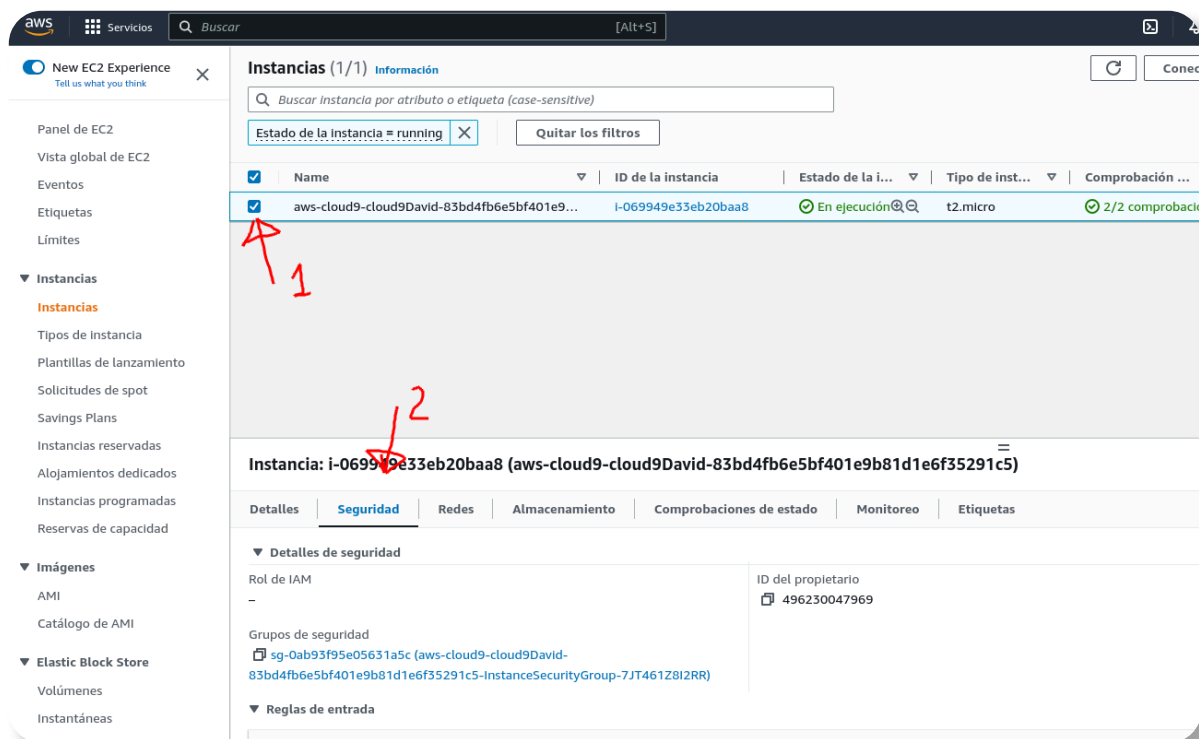 aws
Servicios
Buscar
[Alt+S]
New EC2 Experience
Tell us what you think
Panel de EC2
Vista global de EC2
Eventos
Etiquetas
Límites
Instancias
Instancias
Tipos de instancia
Plantillas de lanzamiento
Solicitudes de spot
Savings Plans
Instancias reservadas
Alojamientos dedicados
Instancias programadas
Reservas de capacidad
Imágenes
AMI
Catálogo de AMI
Elastic Block Store
Volúmenes
Instantáneas
Instancias (1/1) Información
Conec
Buscar instancia por atributo o etiqueta (case-sensitive)
Estado de la instancia = running
Quitar los filtros
Name ID de la instancia Estado de la i... Tipo de inst... Comprobación ...
aws-cloud9-cloud9David-83bd4fb6e5bf401e9... i-069949e33eb20baa8 En ejecución t2.micro 2/2 comprobacio
1
2
Instancia: i-069949e33eb20baa8 (aws-cloud9-cloud9David-83bd4fb6e5bf401e9b81d1e6f35291c5)
Detalles Seguridad Redes Almacenamiento Comprobaciones de estado Monitoreo Etiquetas
Detalles de seguridad
Rol de IAM
–
ID del propietario
496230047969
Grupos de seguridad
sg-0ab93f95e05631a5c (aws-cloud9-cloud9David-
83bd4fb6e5bf401e9b81d1e6f35291c5-InstanceSecurityGroup-7JT461Z8I2RR)
Reglas de entrada